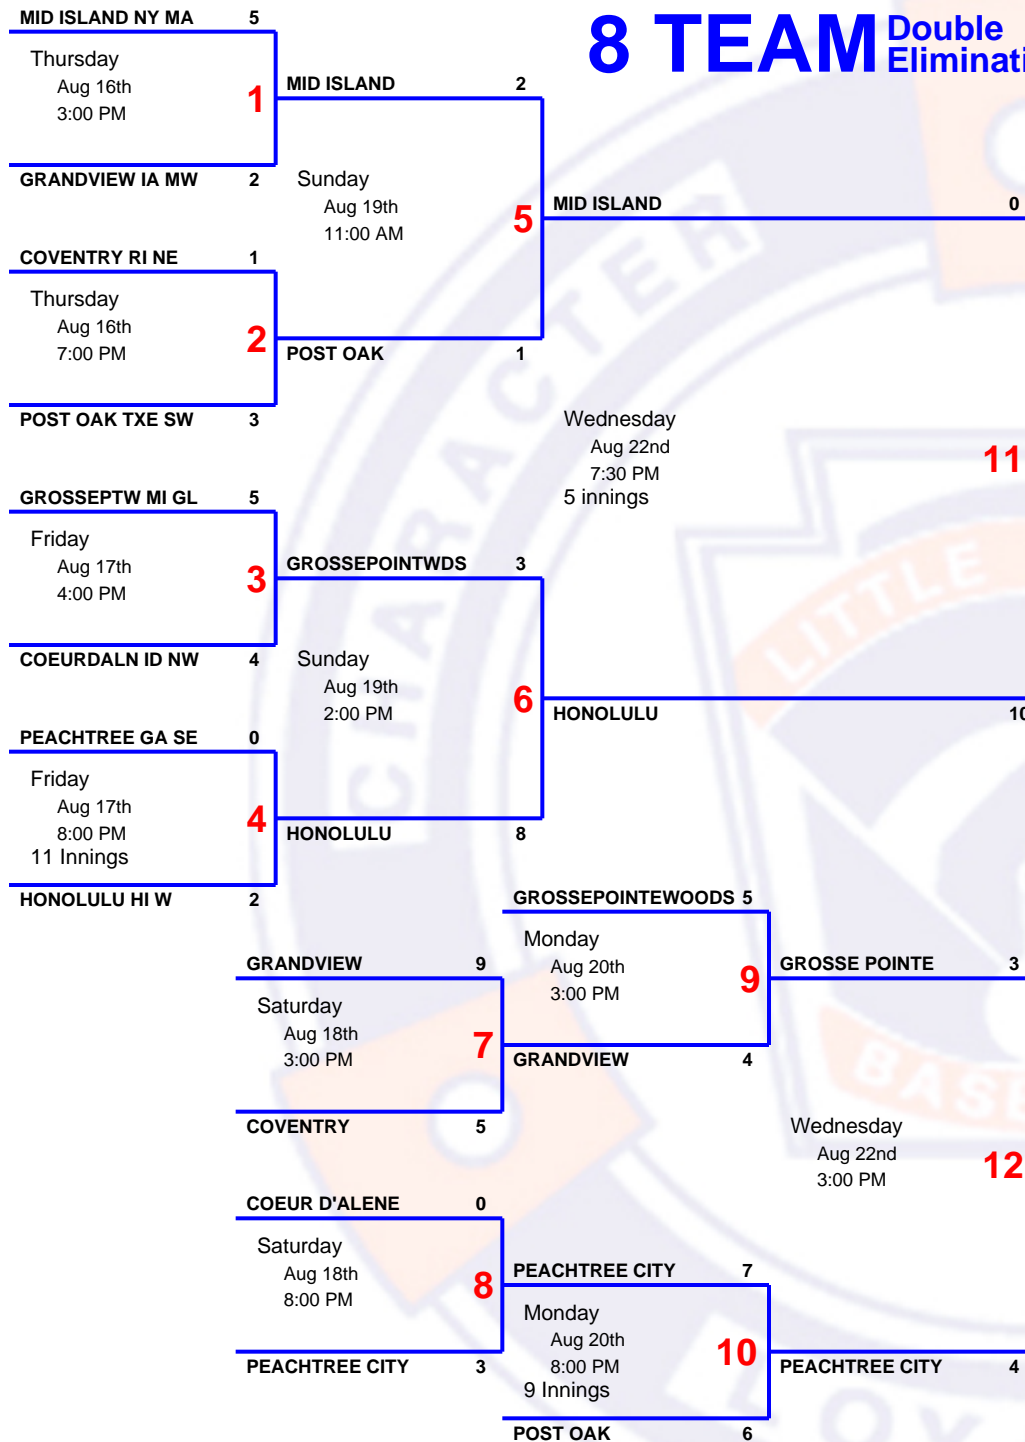 8 TEAM Double
Eliminati
MID ISLAND NY MA 5
Thursday
Aug 16th
3:00 PM
1
GRANDVIEW IA MW 2
MID ISLAND 2
Sunday
Aug 19th
11:00 AM
5
POST OAK 1
COVENTRY RI NE 1
Thursday
Aug 16th
7:00 PM
2
POST OAK TXE SW 3
MID ISLAND 0
Wednesday
Aug 22nd
7:30 PM
5 innings
11
GROSSEPTW MI GL 5
Friday
Aug 17th
4:00 PM
3
COEURDALN ID NW 4
GROSSEPOINTWDS 3
Sunday
Aug 19th
2:00 PM
6
HONOLULU 10
PEACHTREE GA SE 0
Friday
Aug 17th
8:00 PM
11 Innings
4
HONOLULU HI W 2
HONOLULU 8
GROSSEPOINTEWOODS 5
Monday
Aug 20th
3:00 PM
9
GRANDVIEW 4
GRANDVIEW 9
Saturday
Aug 18th
3:00 PM
7
COVENTRY 5
GROSSE POINTE 3
Wednesday
Aug 22nd
3:00 PM
12
COEUR D'ALENE 0
Saturday
Aug 18th
8:00 PM
8
PEACHTREE CITY 3
PEACHTREE CITY 7
Monday
Aug 20th
8:00 PM
9 Innings
10
POST OAK 6
PEACHTREE CITY 4
CHARACTER
LITTLE
BASE
LOY